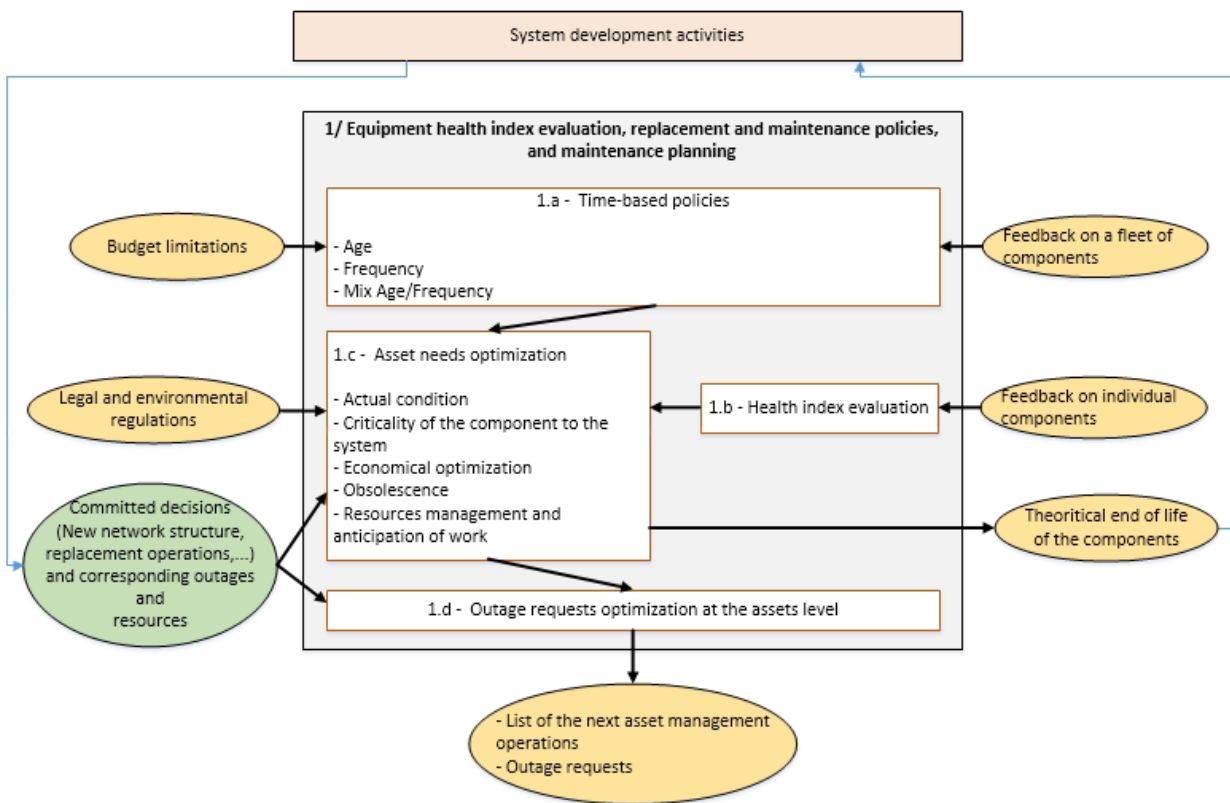 System development activities
1/ Equipment health index evaluation, replacement and maintenance policies,
and maintenance planning
1.a - Time-based policies
- Age
- Frequency
- Mix Age/Frequency
Budget limitations
Feedback on a fleet of
components
1.c - Asset needs optimization
- Actual condition
- Criticality of the component to the
system
- Economical optimization
- Obsolescence
- Resources management and
anticipation of work
Legal and environmental
regulations
1.b - Health index evaluation
Feedback on individual
components
Committed decisions
(New network structure,
replacement operations,...)
and corresponding outages
and
resources
Theoritical end of life
of the components
1.d - Outage requests optimization at the assets level
- List of the next asset management
operations
- Outage requests